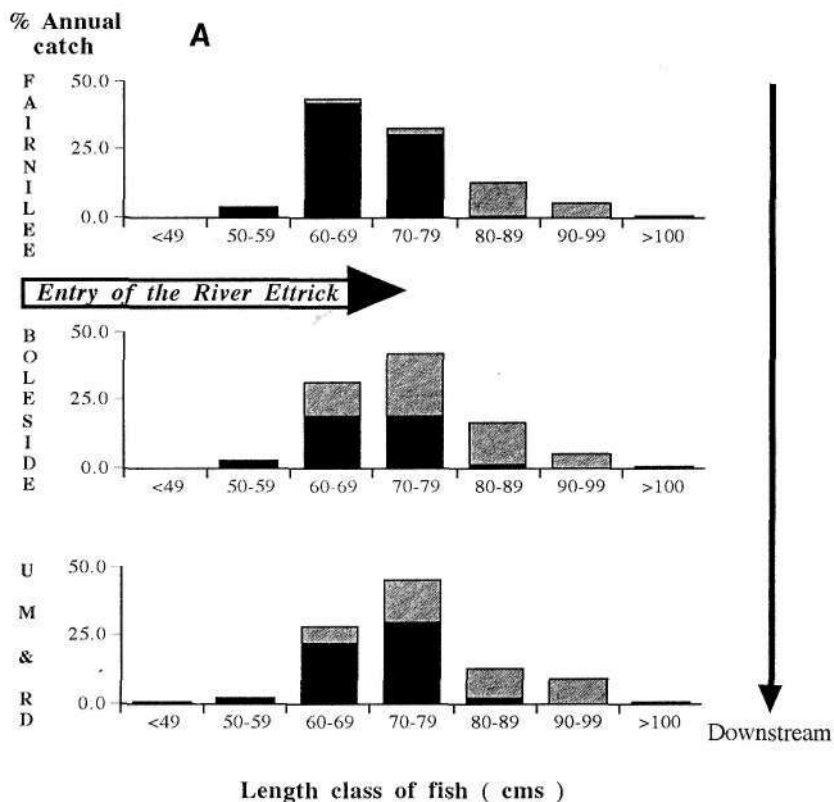 % Annual
catch
A
FAIRNILEE
50.0
25.0
0.0
<49 50-59 60-69 70-79 80-89 90-99 >100
Entry of the River Ettrick
BOLESIDE
50.0
25.0
0.0
<49 50-59 60-69 70-79 80-89 90-99 >100
U M & RD
50.0
25.0
0.0
<49 50-59 60-69 70-79 80-89 90-99 >100
Downstream
Length class of fish ( cms )